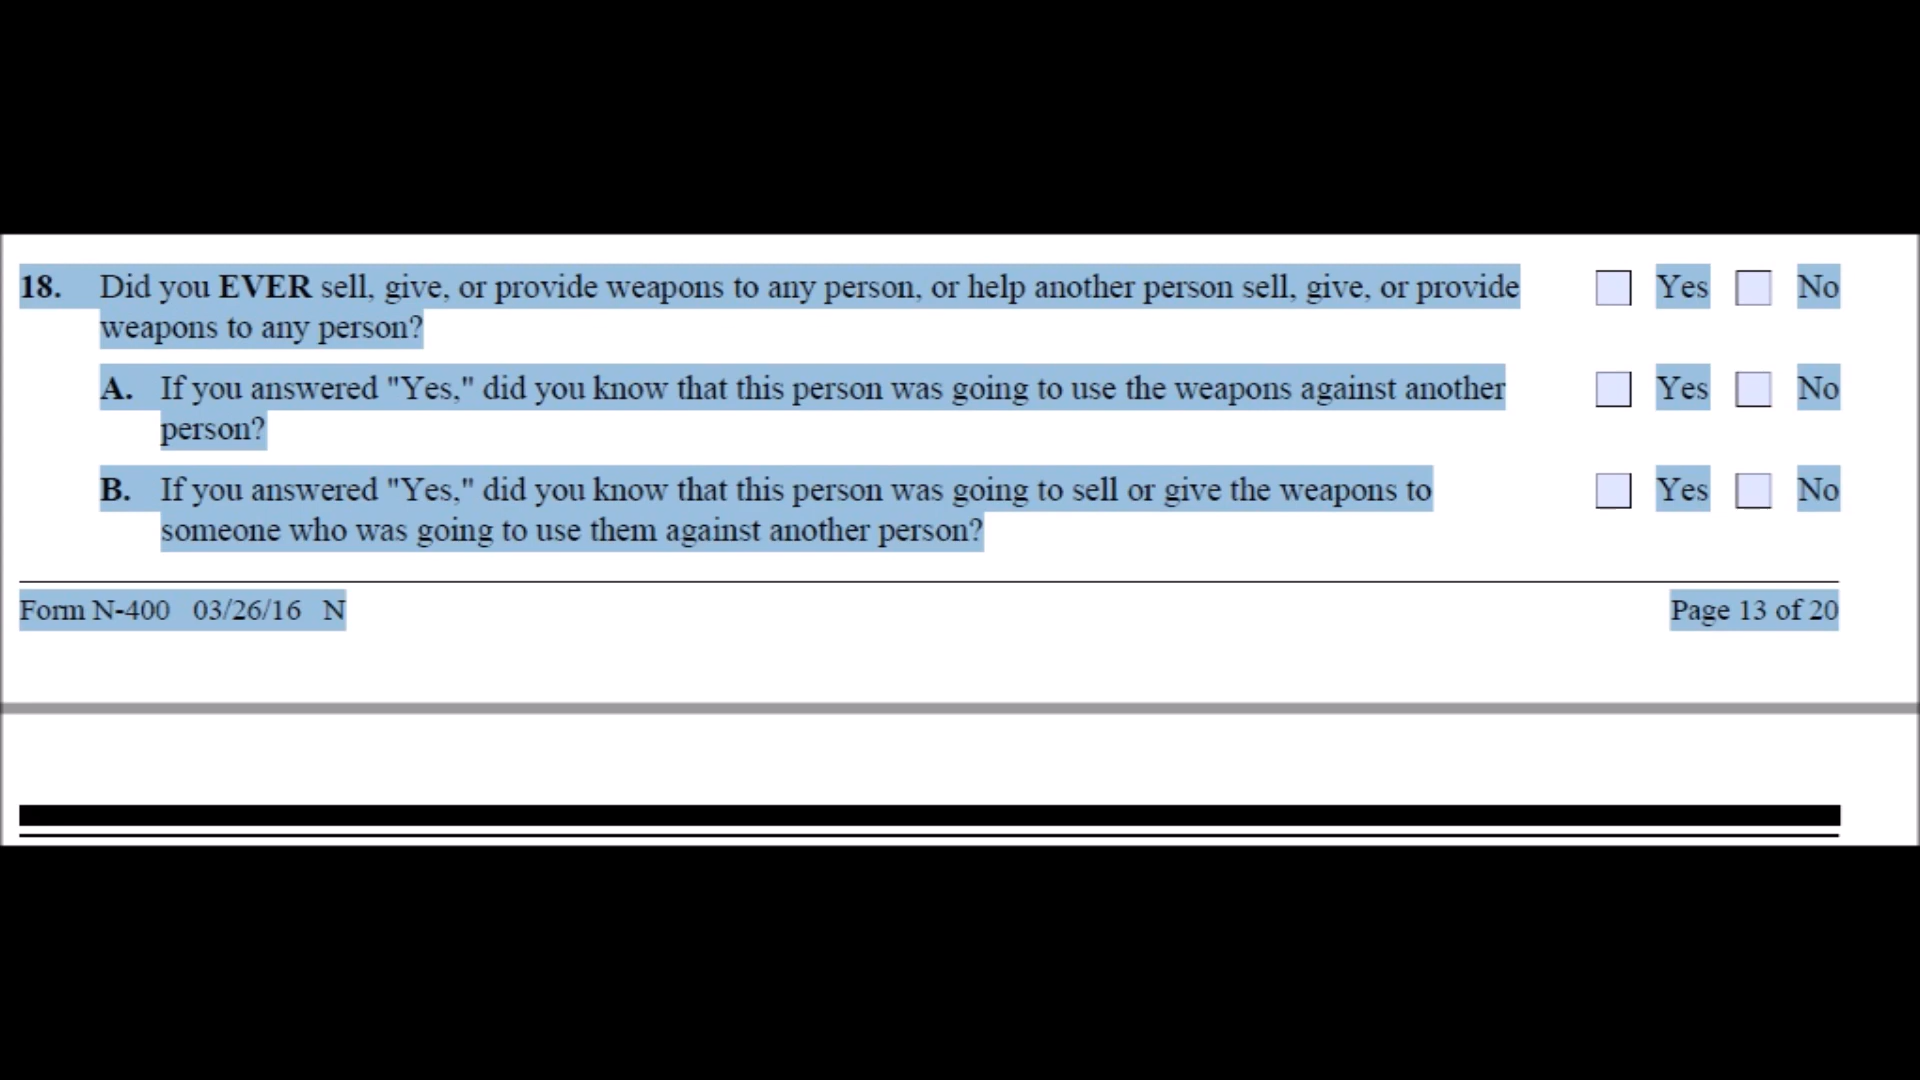 18. Did you EVER sell, give, or provide weapons to any person, or help another person sell, give, or provide Yes No
weapons to any person?
A. If you answered "Yes," did you know that this person was going to use the weapons against another Yes No
person?
B. If you answered "Yes," did you know that this person was going to sell or give the weapons to Yes No
someone who was going to use them against another person?
Form N-400 03/26/16 N Page 13 of 20